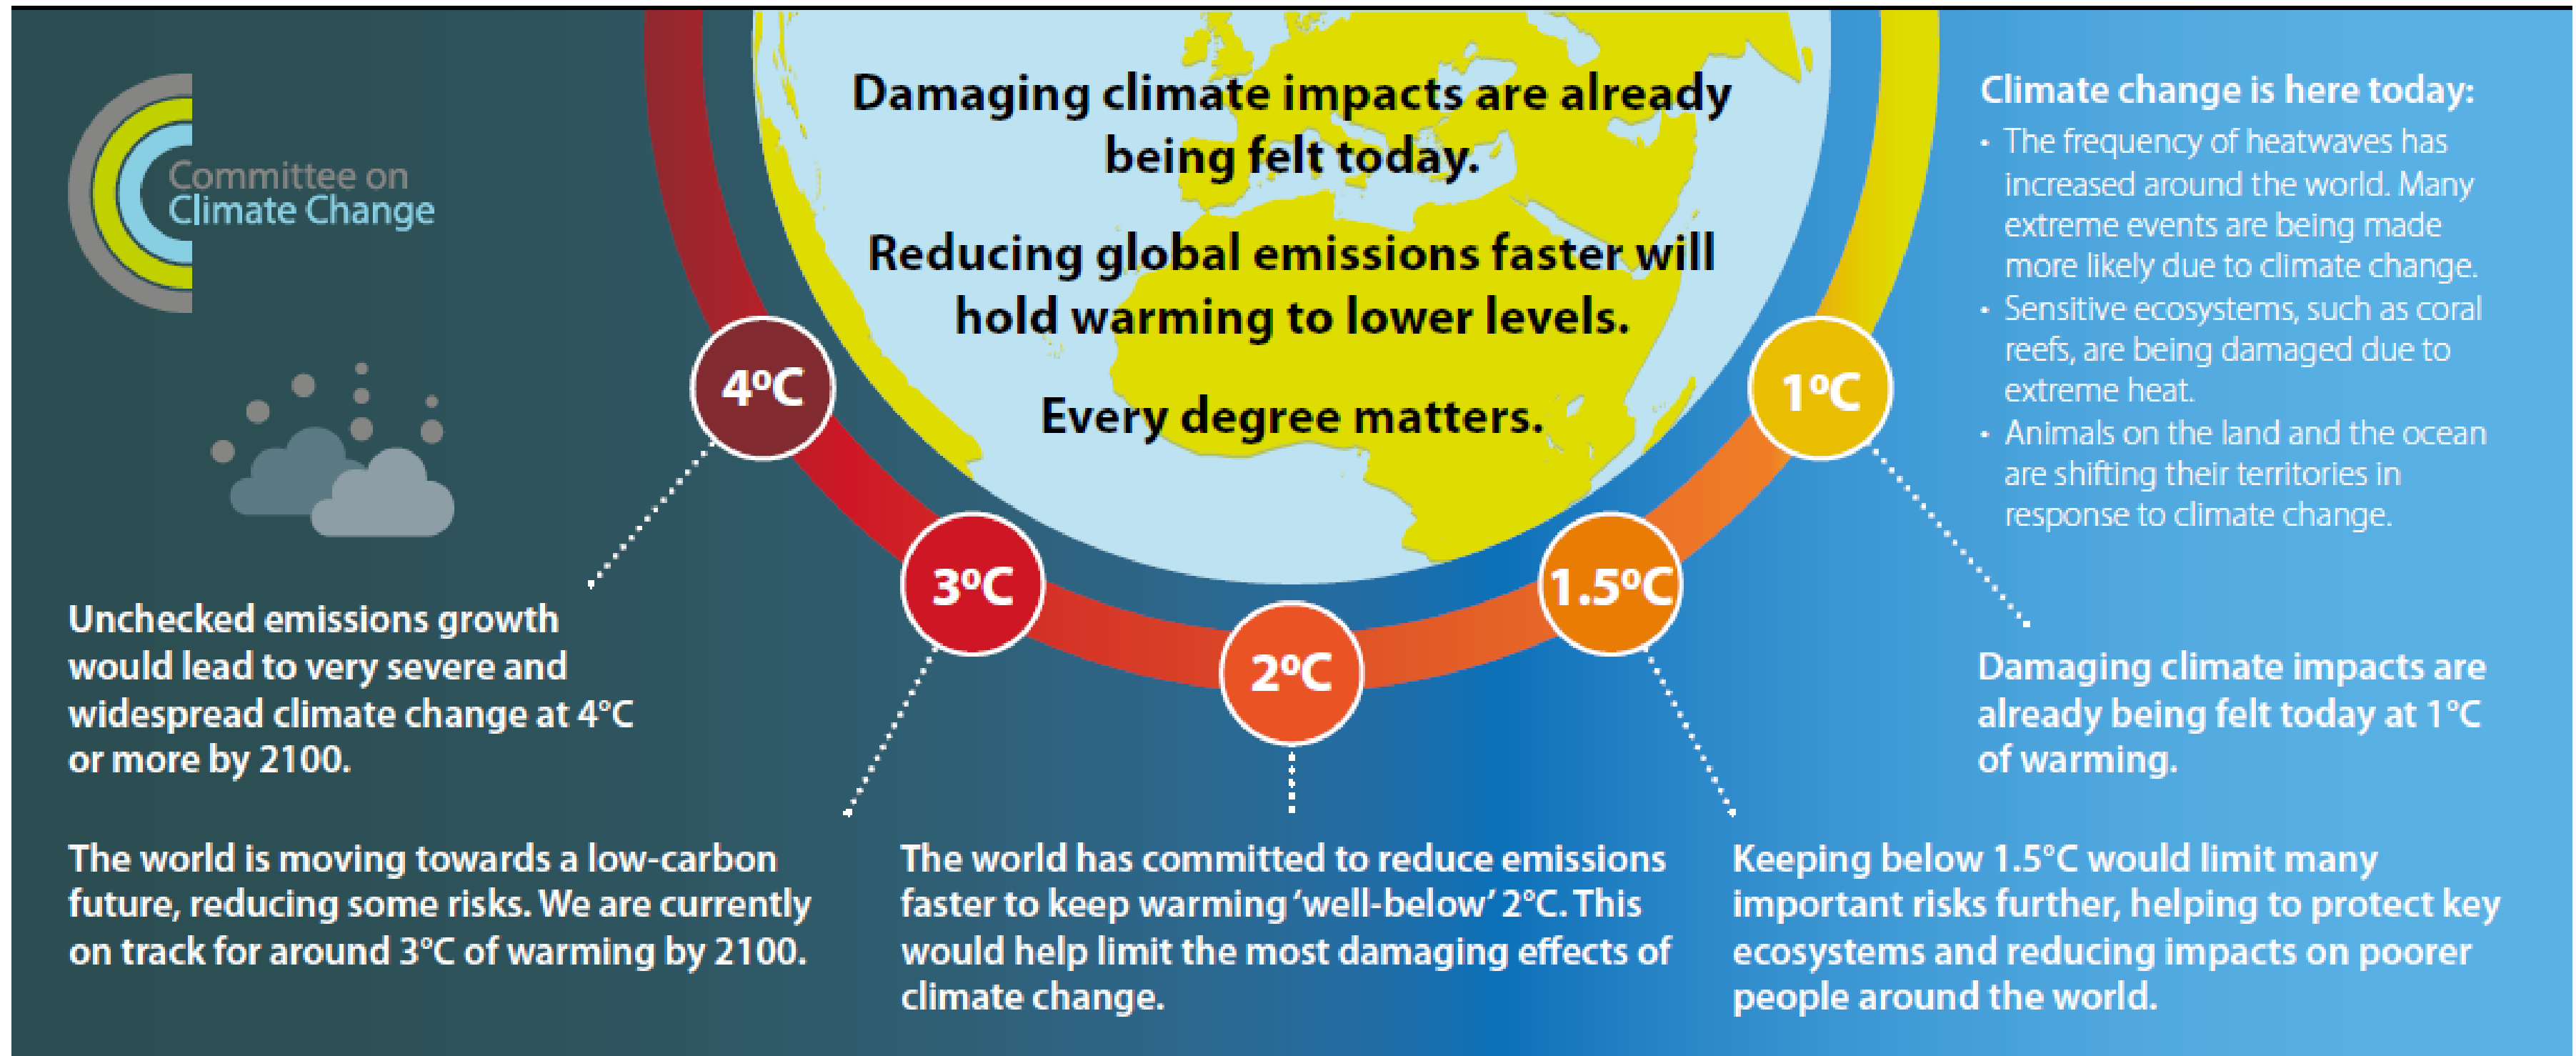 Committee on
Climate Change
Damaging climate impacts are already
being felt today.
Reducing global emissions faster will
hold warming to lower levels.
Every degree matters.
Climate change is here today:
• The frequency of heatwaves has
increased around the world. Many
extreme events are being made
more likely due to climate change.
• Sensitive ecosystems, such as coral
reefs, are being damaged due to
extreme heat.
• Animals on the land and the ocean
are shifting their territories in
response to climate change.
4ºC
3ºC
2ºC
1.5ºC
1ºC
Unchecked emissions growth
would lead to very severe and
widespread climate change at 4°C
or more by 2100.
The world is moving towards a low-carbon
future, reducing some risks. We are currently
on track for around 3°C of warming by 2100.
The world has committed to reduce emissions
faster to keep warming ‘well-below’ 2°C. This
would help limit the most damaging effects of
climate change.
Keeping below 1.5°C would limit many
important risks further, helping to protect key
ecosystems and reducing impacts on poorer
people around the world.
Damaging climate impacts are
already being felt today at 1°C
of warming.